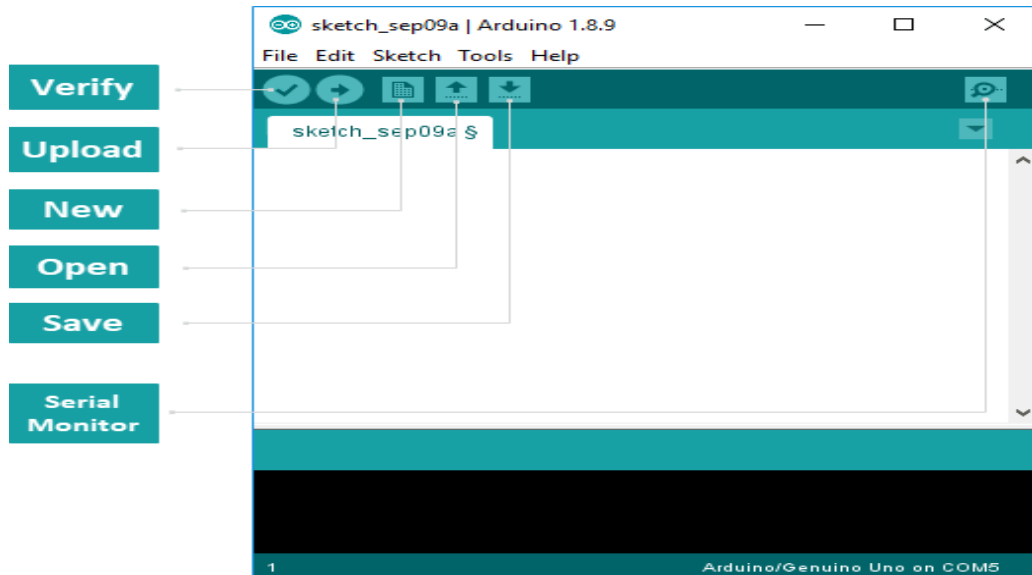 sketch_sep09a | Arduino 1.8.9
File Edit Sketch Tools Help
Verify
sketch_sep09a §
Upload
New
Open
Save
Serial
Monitor
1
Arduino/Genuino Uno on COM5